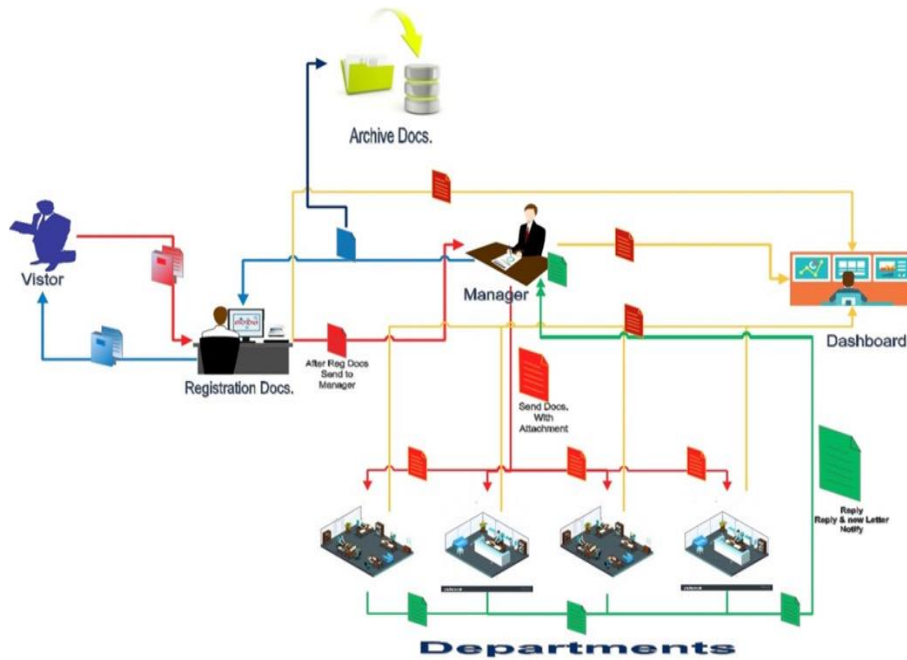 Archive Docs.
Vistor
Manager
Dashboard
Registration Docs.
After Reg Docs
Send to
Manager
Send Docs.
With
Attachment
Reply
Reply & new Letter
Notify
Departments